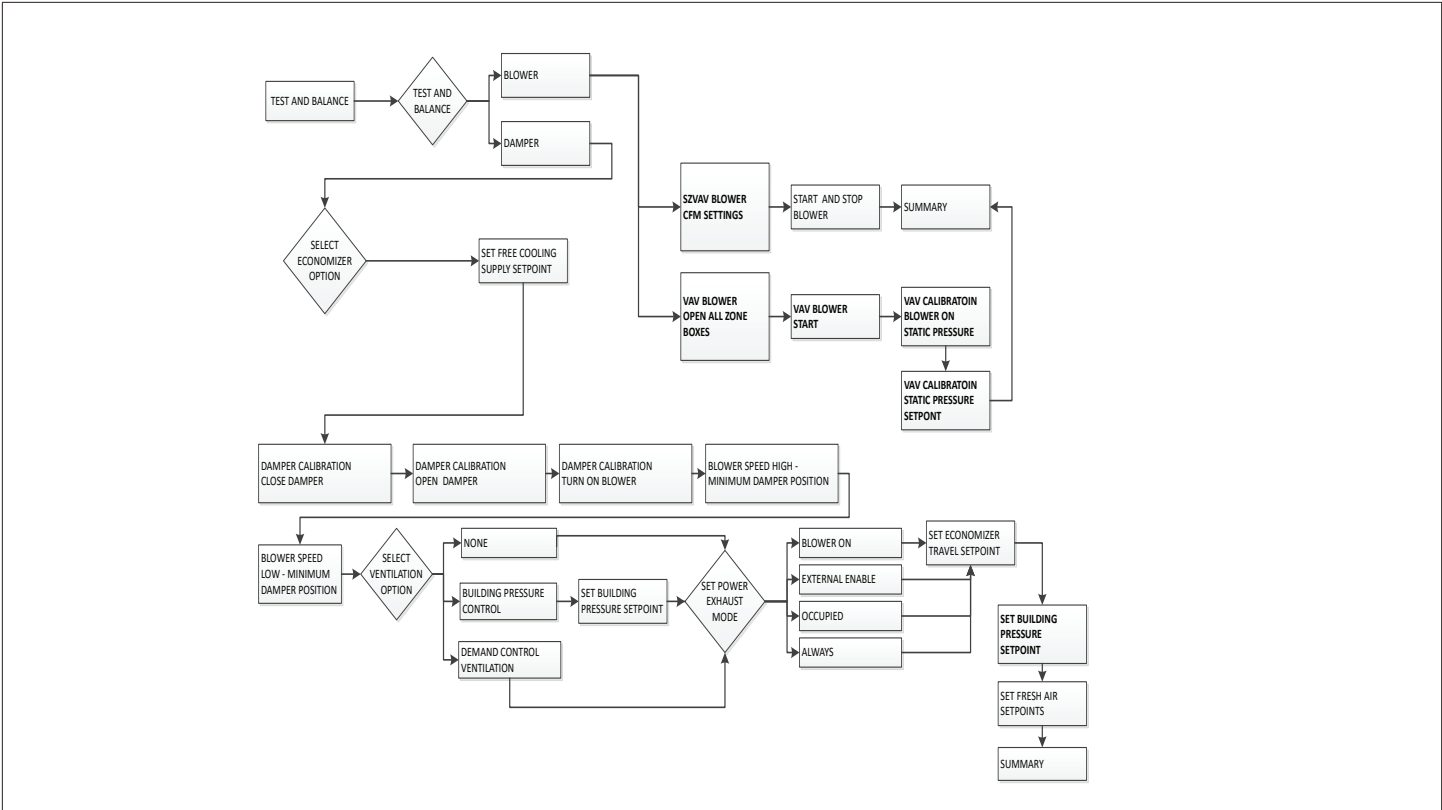 TEST AND BALANCE
TEST AND
BALANCE
BLOWER
DAMPER
SELECT
ECONOMIZER
OPTION
SET FREE COOLING
SUPPLY SETPOINT
SZVAV BLOWER
CFM SETTINGS
START AND STOP
BLOWER
SUMMARY
VAV BLOWER
OPEN ALL ZONE
BOXES
VAV BLOWER
START
VAV CALIBRATOIN
BLOWER ON
STATIC PRESSURE
VAV CALIBRATOIN
STATIC PRESSURE
SETPONT
DAMPER CALIBRATION
CLOSE DAMPER
DAMPER CALIBRATION
OPEN DAMPER
DAMPER CALIBRATION
TURN ON BLOWER
BLOWER SPEED HIGH -
MINIMUM DAMPER POSITION
BLOWER SPEED
LOW - MINIMUM
DAMPER POSITION
SELECT
VENTILATION
OPTION
NONE
BUILDING PRESSURE
CONTROL
SET BUILDING
PRESSURE SETPOINT
DEMAND CONTROL
VENTILATION
SET POWER
EXHAUST
MODE
BLOWER ON
EXTERNAL ENABLE
OCCUPIED
ALWAYS
SET ECONOMIZER
TRAVEL SETPOINT
SET BUILDING
PRESSURE
SETPOINT
SET FRESH AIR
SETPOINTS
SUMMARY